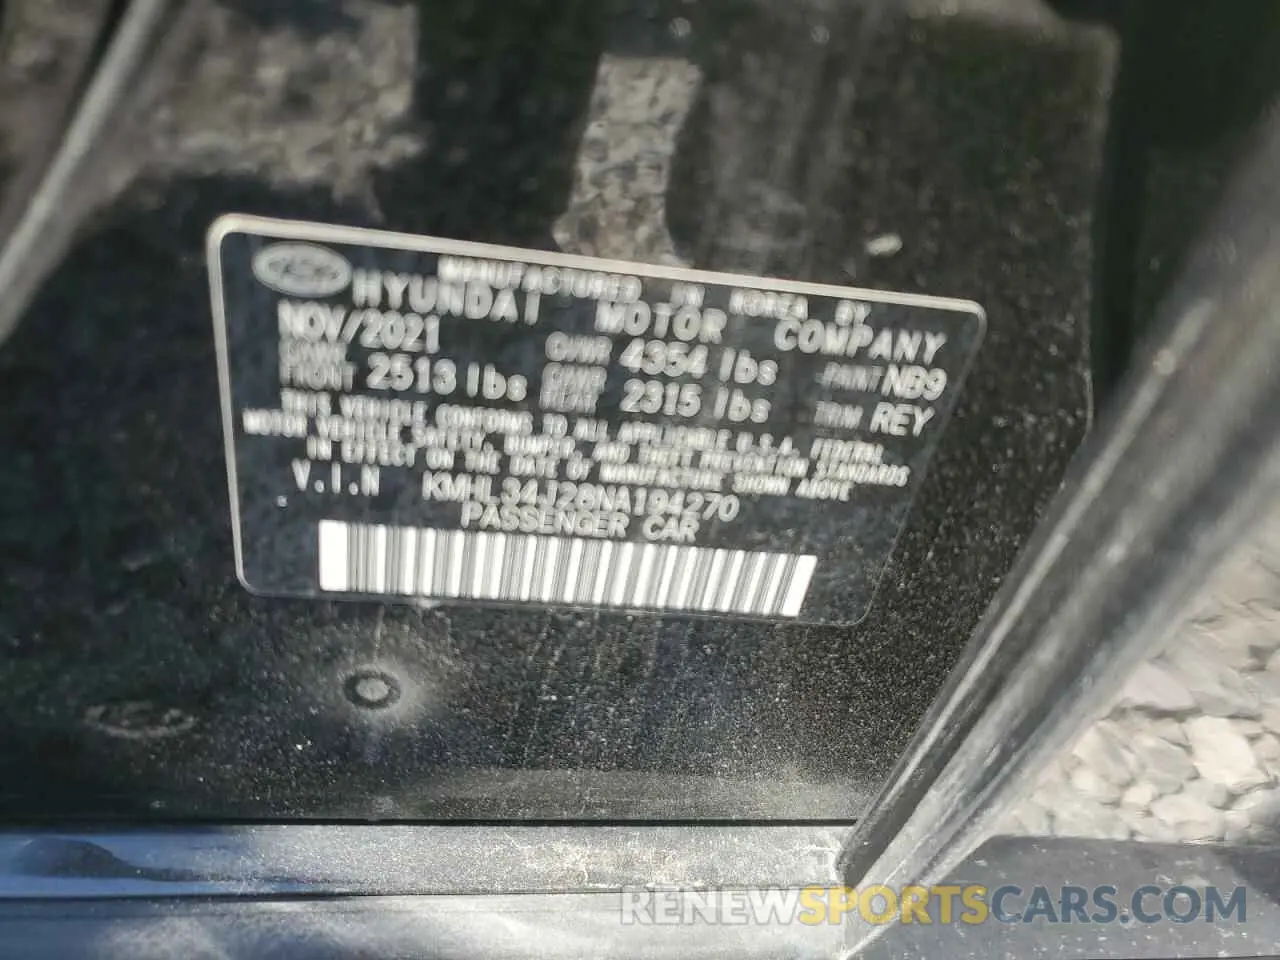 MANUFACTURED IN KOREA BY
HYUNDAI MOTOR COMPANY
NOV/2021 GVWR 4354 lbs PAINT NB9
GAWR FRONT 2513 lbs GAWR REAR 2315 lbs TRIM REY
THIS VEHICLE CONFORMS TO ALL APPLICABLE U.S.A. FEDERAL
MOTOR VEHICLE SAFETY, BUMPER, AND THEFT PREVENTION STANDARDS
IN EFFECT ON THE DATE OF MANUFACTURE SHOWN ABOVE
V.I.N KMHL34J28NA194270
PASSENGER CAR
RENEWSPORTSCARS.COM